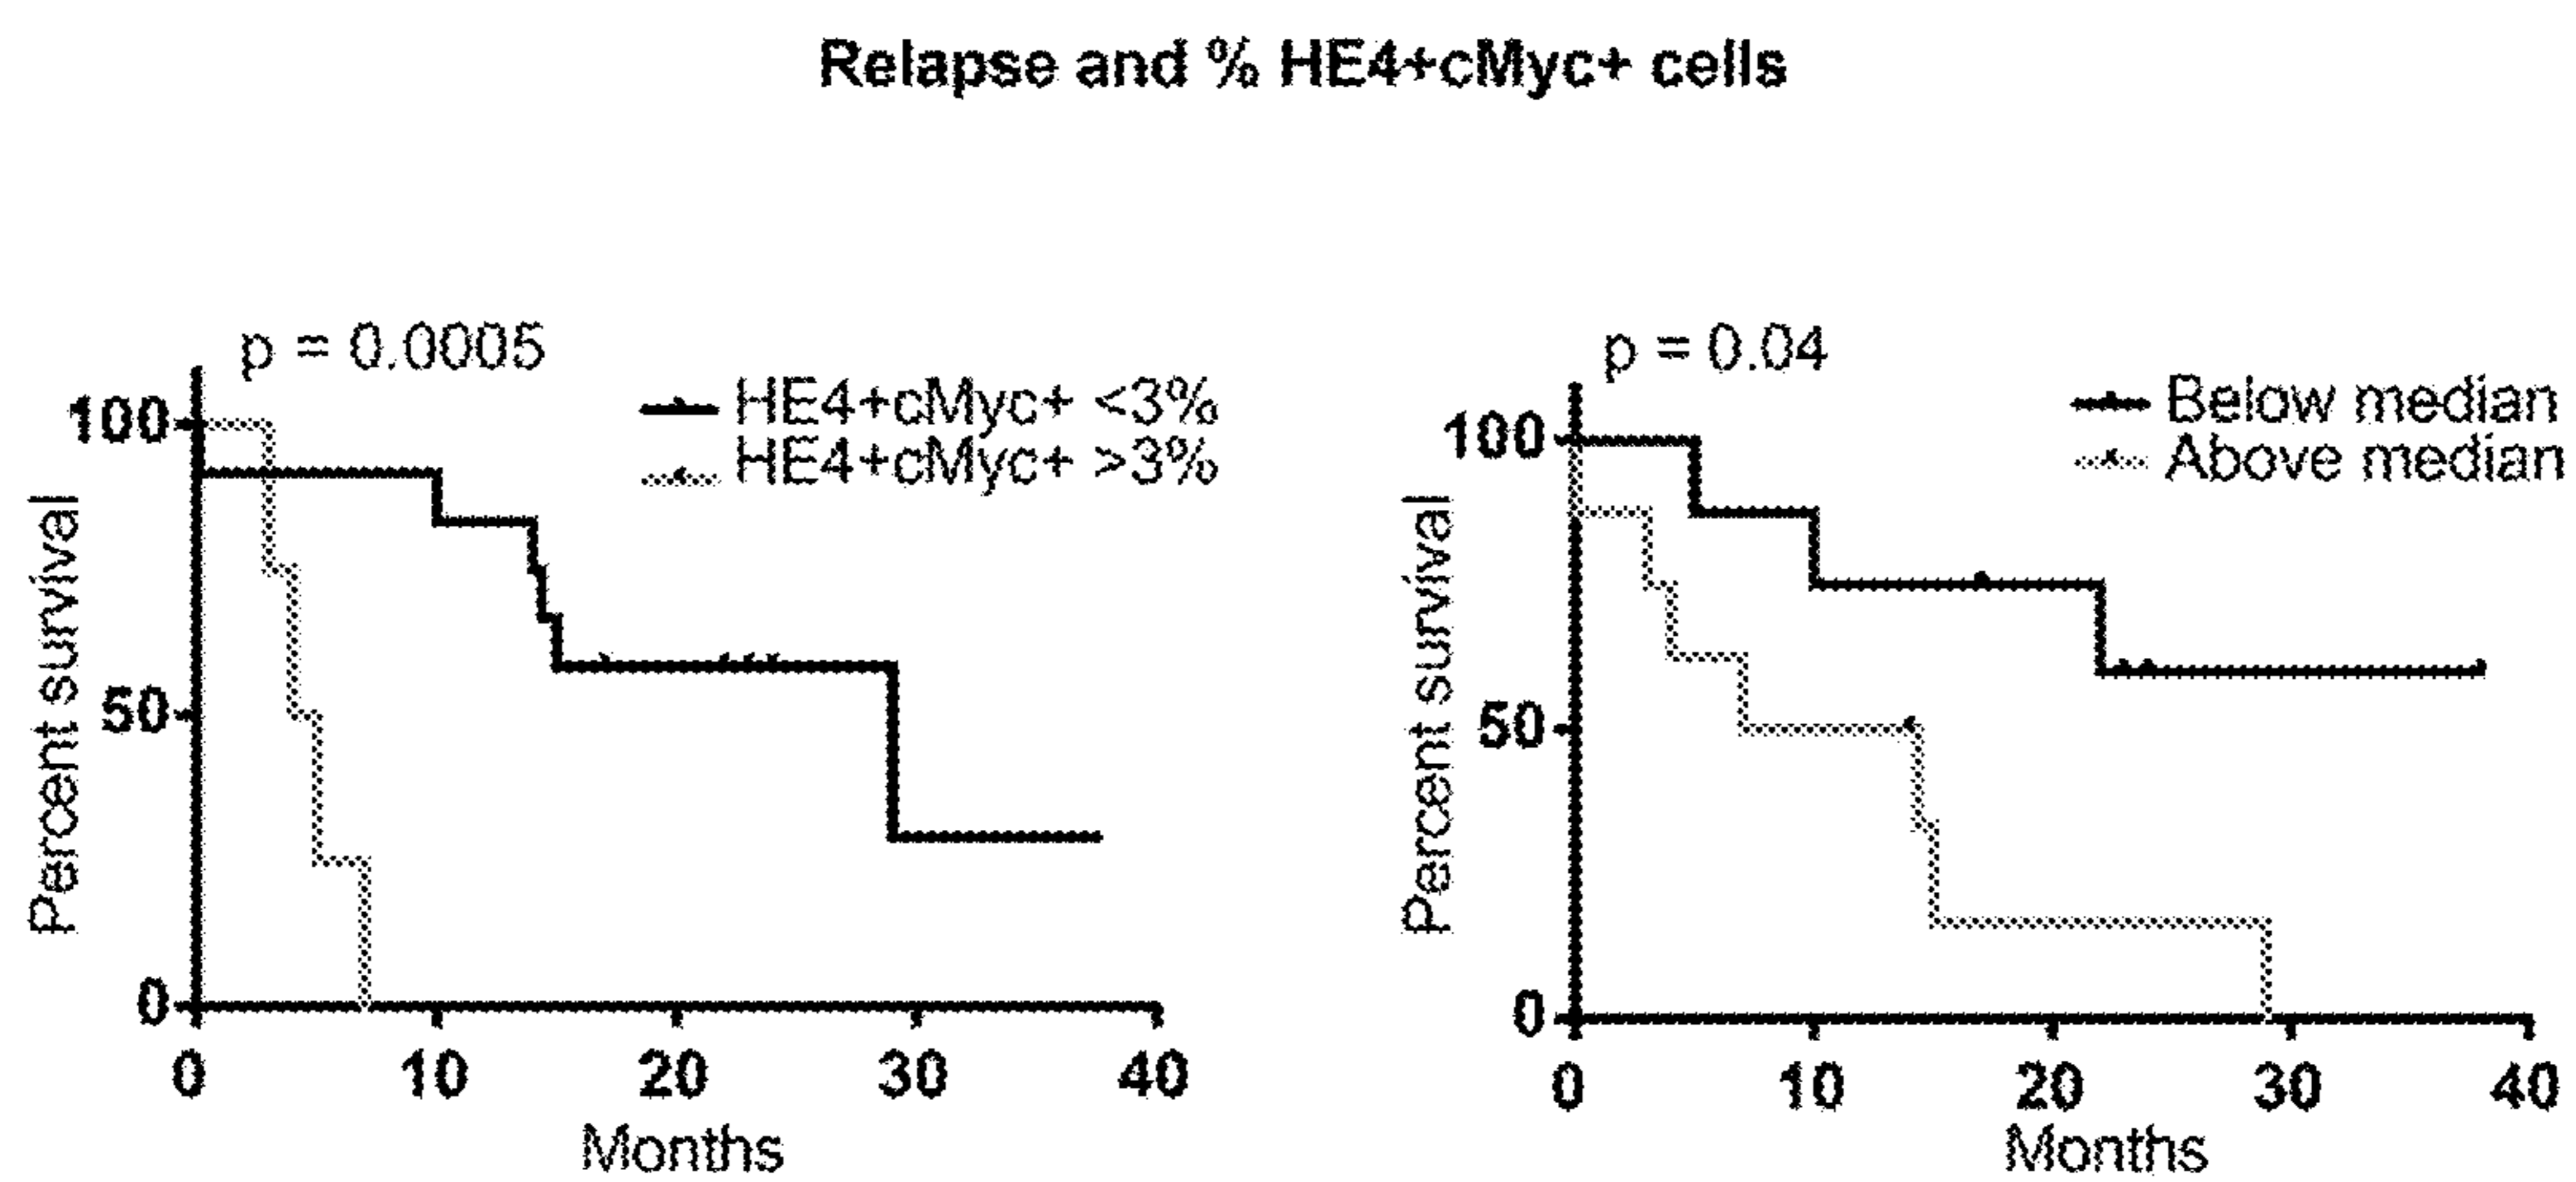 Relapse and % HE4+cMyc+ cells
p = 0.0005
HE4+cMyc+ <3%
HE4+cMyc+ >3%
100
50
0
Percent survival
0 10 20 30 40
Months
p = 0.04
Below median
Above median
100
50
0
Percent survival
0 10 20 30 40
Months